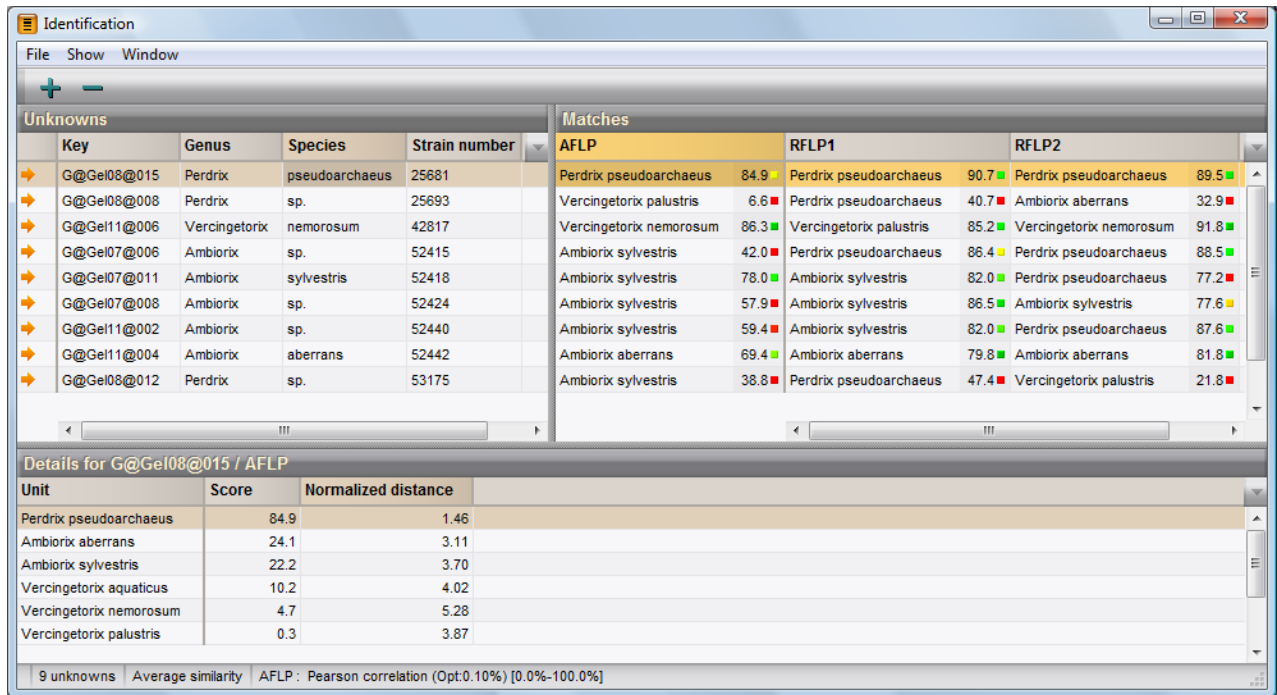 Identification
File Show Window
Unknowns Matches
Key Genus Species Strain number AFLP RFLP1 RFLP2
G@Gel08@015 Perdrix pseudoarchaeus 25681 Perdrix pseudoarchaeus 84.9 Perdrix pseudoarchaeus 90.7 Perdrix pseudoarchaeus 89.5
G@Gel08@008 Perdrix sp. 25693 Vercingetorix palustris 6.6 Perdrix pseudoarchaeus 40.7 Ambiorix aberrans 32.9
G@Gel11@006 Vercingetorix nemorosum 42817 Vercingetorix nemorosum 86.3 Vercingetorix palustris 85.2 Vercingetorix nemorosum 91.8
G@Gel07@006 Ambiorix sp. 52415 Ambiorix sylvestris 42.0 Perdrix pseudoarchaeus 86.4 Perdrix pseudoarchaeus 88.5
G@Gel07@011 Ambiorix sylvestris 52418 Ambiorix sylvestris 78.0 Ambiorix sylvestris 82.0 Perdrix pseudoarchaeus 77.2
G@Gel07@008 Ambiorix sp. 52424 Ambiorix sylvestris 57.9 Ambiorix sylvestris 86.5 Ambiorix sylvestris 77.6
G@Gel11@002 Ambiorix sp. 52440 Ambiorix sylvestris 59.4 Ambiorix sylvestris 82.0 Perdrix pseudoarchaeus 87.6
G@Gel11@004 Ambiorix aberrans 52442 Ambiorix aberrans 69.4 Ambiorix aberrans 79.8 Ambiorix aberrans 81.8
G@Gel08@012 Perdrix sp. 53175 Ambiorix sylvestris 38.8 Perdrix pseudoarchaeus 47.4 Vercingetorix palustris 21.8
Details for G@Gel08@015 / AFLP
Unit Score Normalized distance
Perdrix pseudoarchaeus 84.9 1.46
Ambiorix aberrans 24.1 3.11
Ambiorix sylvestris 22.2 3.70
Vercingetorix aquaticus 10.2 4.02
Vercingetorix nemorosum 4.7 5.28
Vercingetorix palustris 0.3 3.87
9 unknowns Average similarity AFLP : Pearson correlation (Opt:0.10%) [0.0%-100.0%]